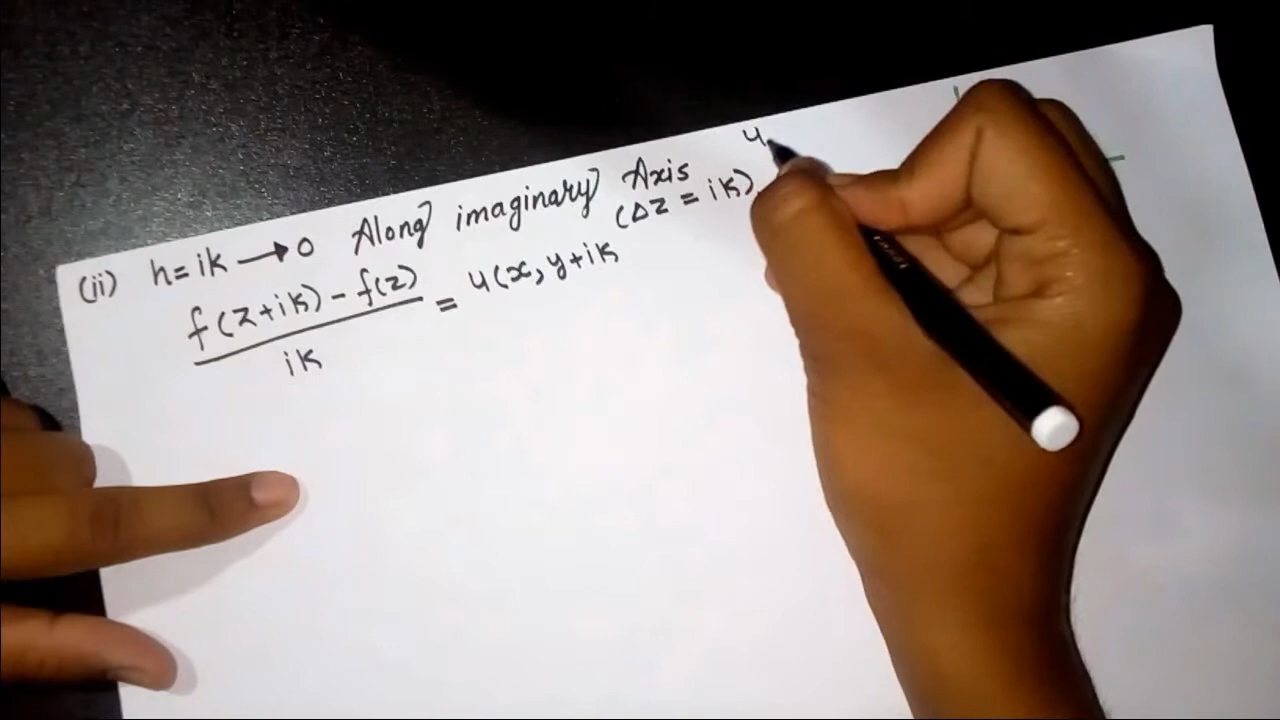 (ii) h = ik → 0 Along imaginary Axis
(Δz = ik) u
f(z+ik) - f(z) = u(x, y+ik
ik